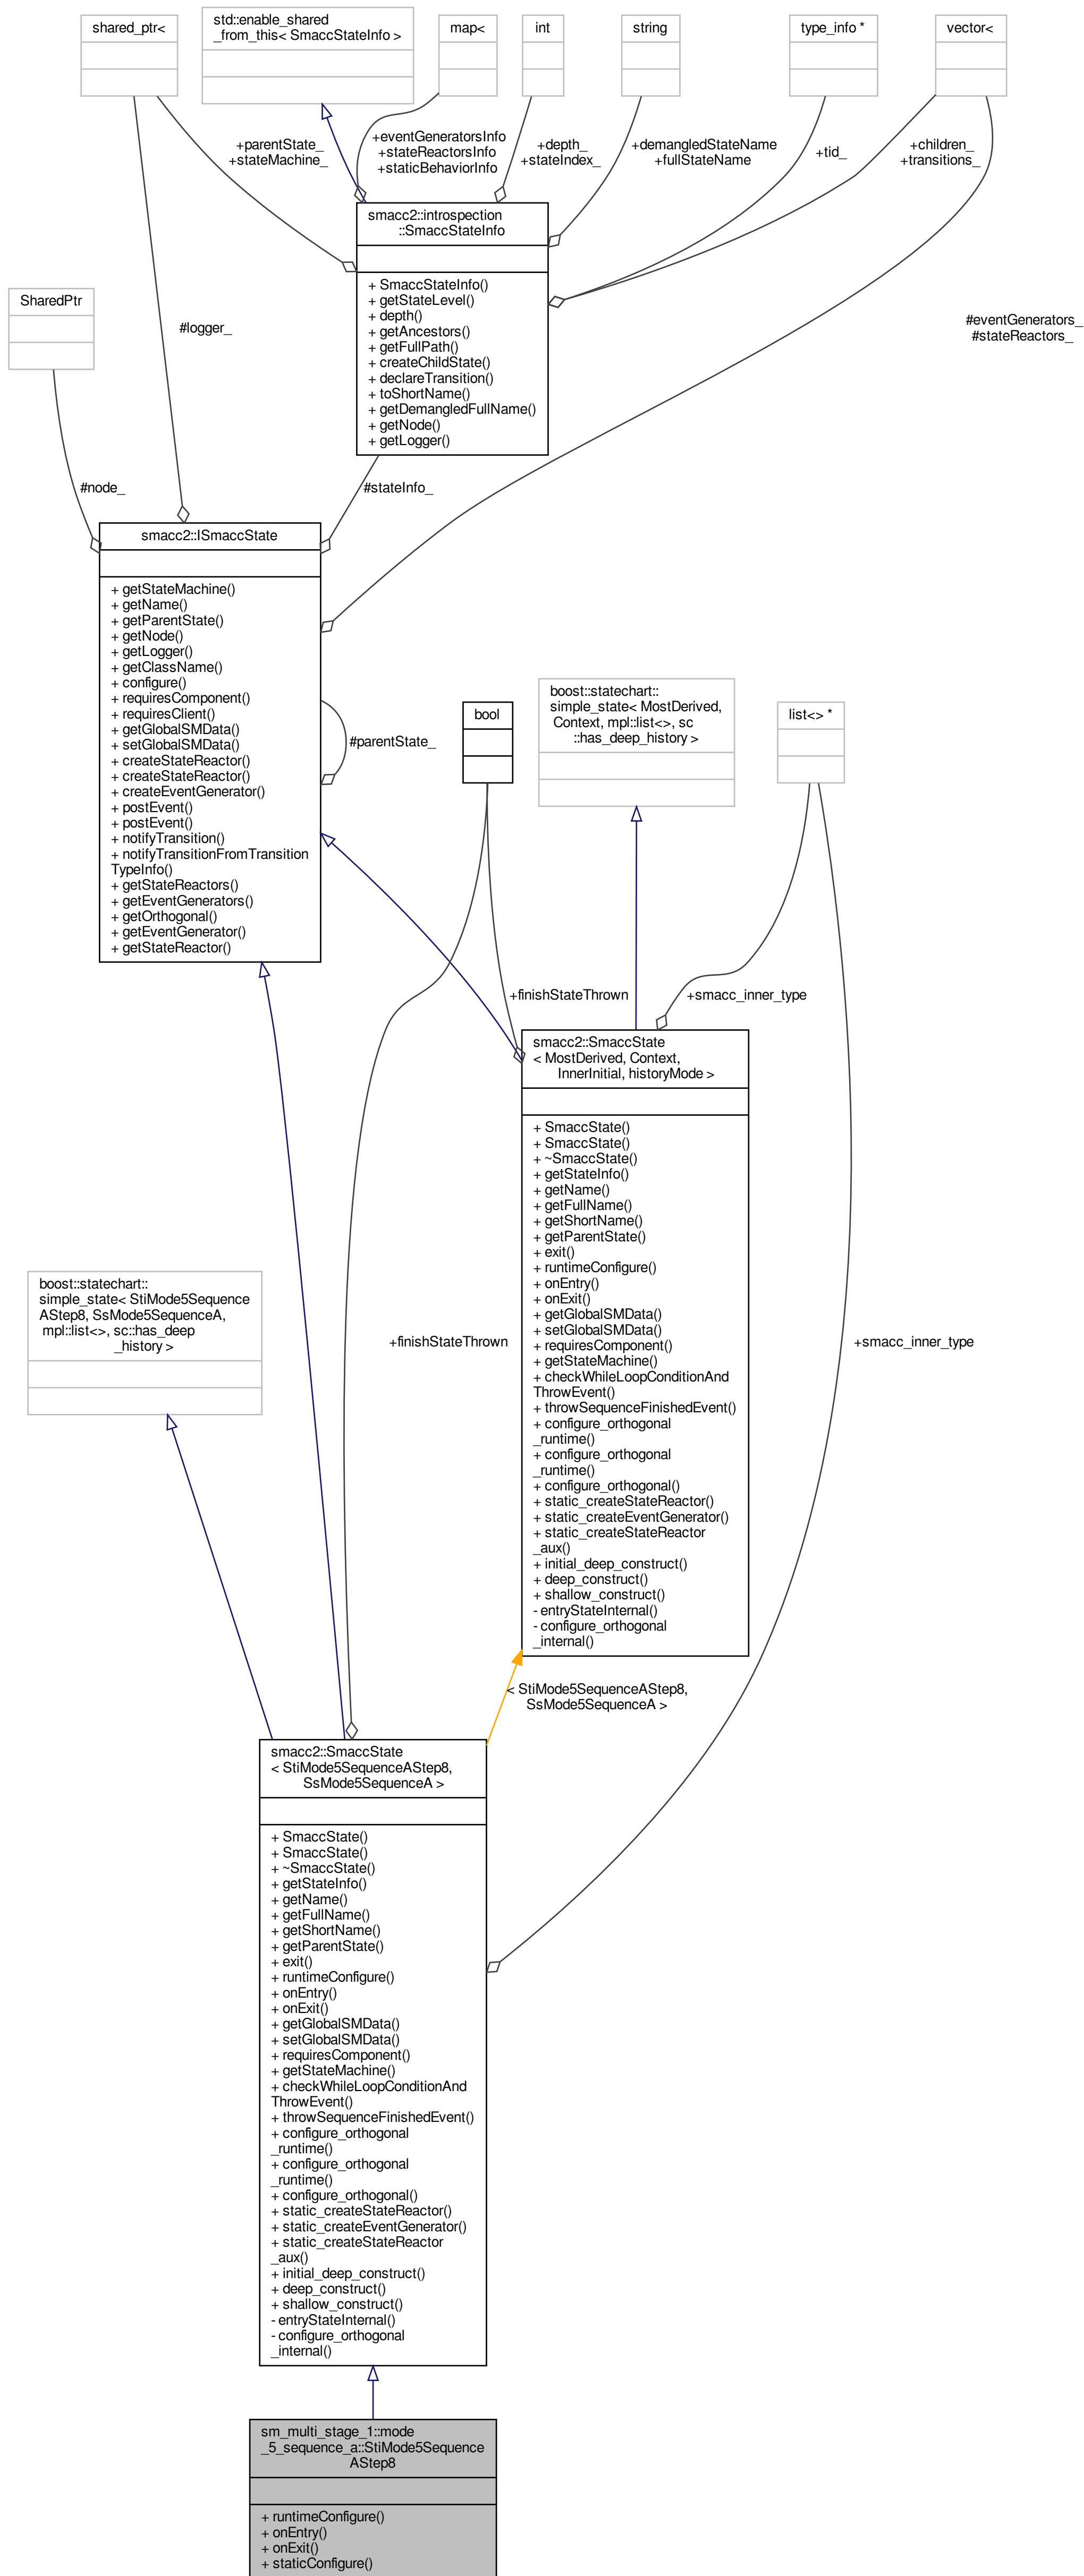 shared_ptr<
std::enable_shared
_from_this< SmaccStateInfo >
map<
int
string
type_info *
vector<
+parentState_
+stateMachine_
+eventGeneratorsInfo
+stateReactorsInfo
+staticBehaviorInfo
+depth_
+stateIndex_
+demangledStateName
+fullStateName
+tid_
+children_
+transitions_
smacc2::introspection
::SmaccStateInfo
+ SmaccStateInfo()
+ getStateLevel()
+ depth()
+ getAncestors()
+ getFullPath()
+ createChildState()
+ declareTransition()
+ toShortName()
+ getDemangledFullName()
+ getNode()
+ getLogger()
SharedPtr
#logger_
#eventGenerators_
#stateReactors_
#node_
#stateInfo_
smacc2::ISmaccState
+ getStateMachine()
+ getName()
+ getParentState()
+ getNode()
+ getLogger()
+ getClassName()
+ configure()
+ requiresComponent()
+ requiresClient()
+ getGlobalSMData()
+ setGlobalSMData()
+ createStateReactor()
+ createStateReactor()
+ createEventGenerator()
+ postEvent()
+ postEvent()
+ notifyTransition()
+ notifyTransitionFromTransition
TypeInfo()
+ getStateReactors()
+ getEventGenerators()
+ getOrthogonal()
+ getEventGenerator()
+ getStateReactor()
#parentState_
bool
boost::statechart::
simple_state< MostDerived,
Context, mpl::list<>, sc
::has_deep_history >
list<> *
+finishStateThrown
+smacc_inner_type
smacc2::SmaccState
< MostDerived, Context,
InnerInitial, historyMode >
+ SmaccState()
+ SmaccState()
+ ~SmaccState()
+ getStateInfo()
+ getName()
+ getFullName()
+ getShortName()
+ getParentState()
+ exit()
+ runtimeConfigure()
+ onEntry()
+ onExit()
+ getGlobalSMData()
+ setGlobalSMData()
+ requiresComponent()
+ getStateMachine()
+ checkWhileLoopConditionAnd
ThrowEvent()
+ throwSequenceFinishedEvent()
+ configure_orthogonal
_runtime()
+ configure_orthogonal
_runtime()
+ configure_orthogonal()
+ static_createStateReactor()
+ static_createEventGenerator()
+ static_createStateReactor
_aux()
+ initial_deep_construct()
+ deep_construct()
+ shallow_construct()
- entryStateInternal()
- configure_orthogonal
_internal()
boost::statechart::
simple_state< StiMode5Sequence
AStep8, SsMode5SequenceA,
mpl::list<>, sc::has_deep
_history >
+finishStateThrown
+smacc_inner_type
< StiMode5SequenceAStep8,
SsMode5SequenceA >
smacc2::SmaccState
< StiMode5SequenceAStep8,
SsMode5SequenceA >
+ SmaccState()
+ SmaccState()
+ ~SmaccState()
+ getStateInfo()
+ getName()
+ getFullName()
+ getShortName()
+ getParentState()
+ exit()
+ runtimeConfigure()
+ onEntry()
+ onExit()
+ getGlobalSMData()
+ setGlobalSMData()
+ requiresComponent()
+ getStateMachine()
+ checkWhileLoopConditionAnd
ThrowEvent()
+ throwSequenceFinishedEvent()
+ configure_orthogonal
_runtime()
+ configure_orthogonal
_runtime()
+ configure_orthogonal()
+ static_createStateReactor()
+ static_createEventGenerator()
+ static_createStateReactor
_aux()
+ initial_deep_construct()
+ deep_construct()
+ shallow_construct()
- entryStateInternal()
- configure_orthogonal
_internal()
sm_multi_stage_1::mode
_5_sequence_a::StiMode5Sequence
AStep8
+ runtimeConfigure()
+ onEntry()
+ onExit()
+ staticConfigure()